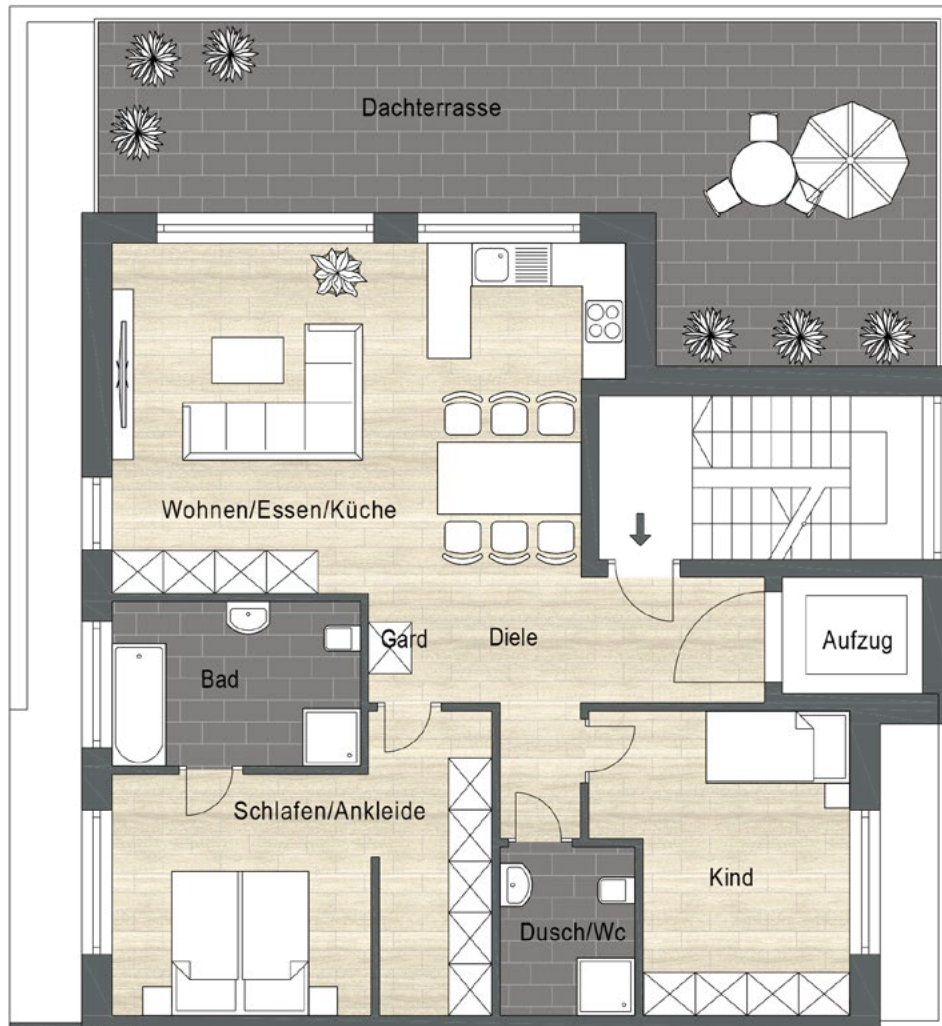 Dachterrasse
Wohnen/Essen/Küche
Gard
Diele
Aufzug
Bad
Schlafen/Ankleide
Kind
Dusch/Wc